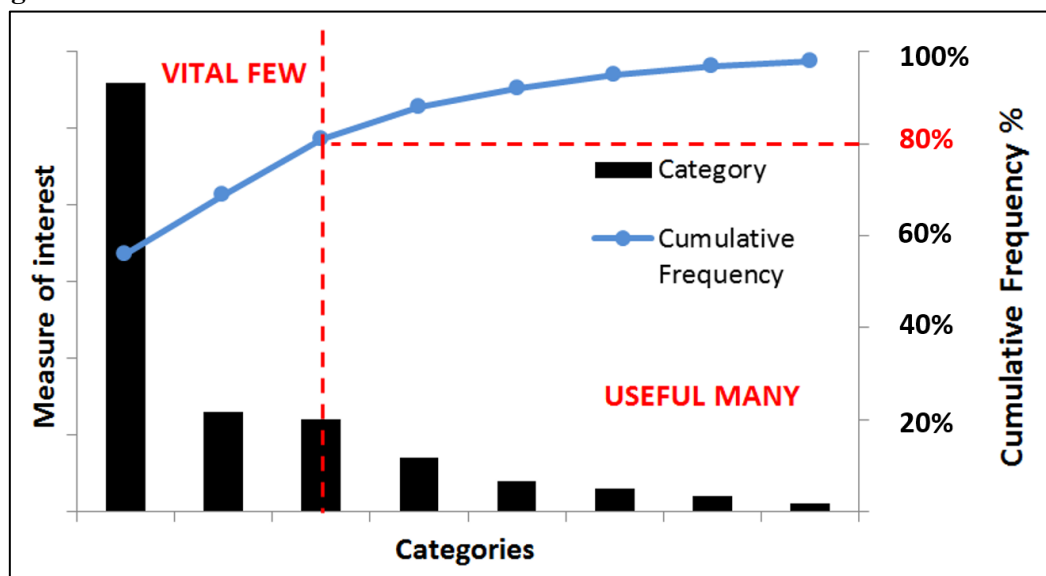 VITAL FEW
100%
80%
Category
Cumulative
Frequency
60%
40%
USEFUL MANY
20%
Measure of interest
Cumulative Frequency %
Categories